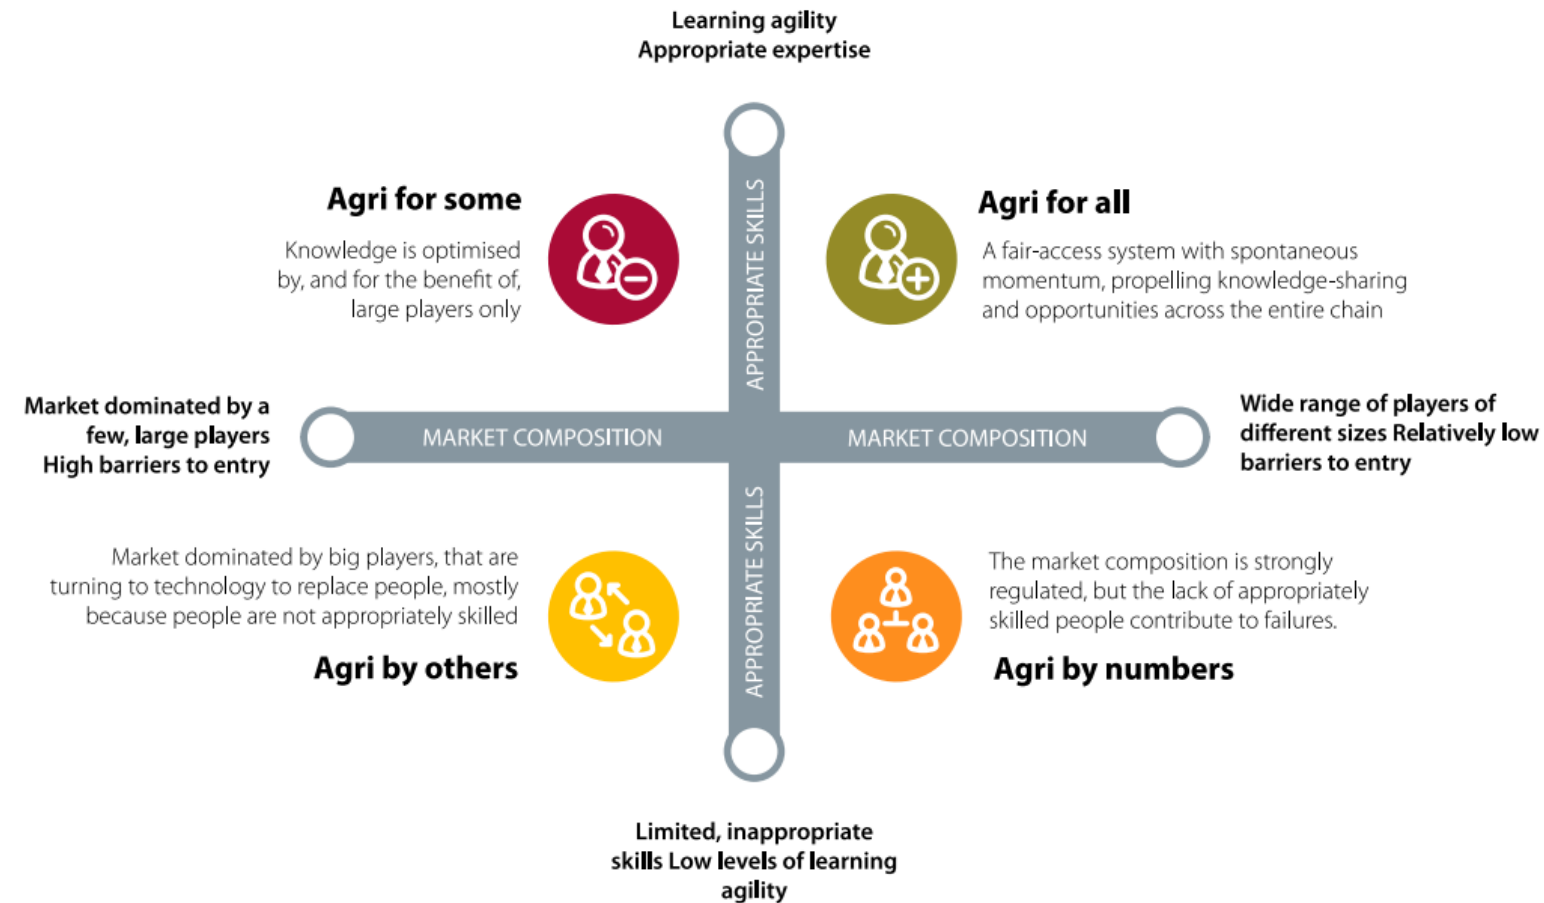 Learning agility
Appropriate expertise
Agri for some
Knowledge is optimised
by, and for the benefit of,
large players only
APPROPRIATE SKILLS
Agri for all
A fair-access system with spontaneous
momentum, propelling knowledge-sharing
and opportunities across the entire chain
Market dominated by a
few, large players
High barriers to entry
MARKET COMPOSITION
MARKET COMPOSITION
Wide range of players of
different sizes Relatively low
barriers to entry
Market dominated by big players, that are
turning to technology to replace people, mostly
because people are not appropriately skilled
Agri by others
APPROPRIATE SKILLS
The market composition is strongly
regulated, but the lack of appropriately
skilled people contribute to failures.
Agri by numbers
Limited, inappropriate
skills Low levels of learning
agility